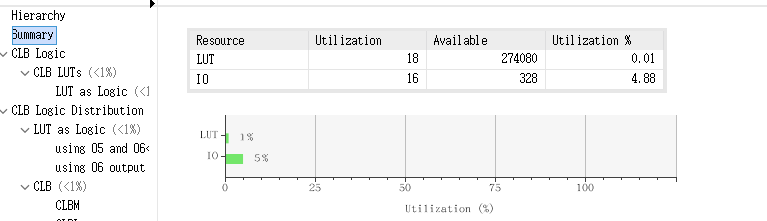 Hierarchy
Summary
CLB Logic
CLB LUTs (<1%)
LUT as Logic (<1
CLB Logic Distribution
LUT as Logic (<1%)
using O5 and O6<
using O6 output
CLB (<1%)
CLBM
Resource Utilization Available Utilization %
LUT 18 274080 0.01
IO 16 328 4.88
LUT 1%
IO 5%
0 25 50 75 100
Utilization (%)